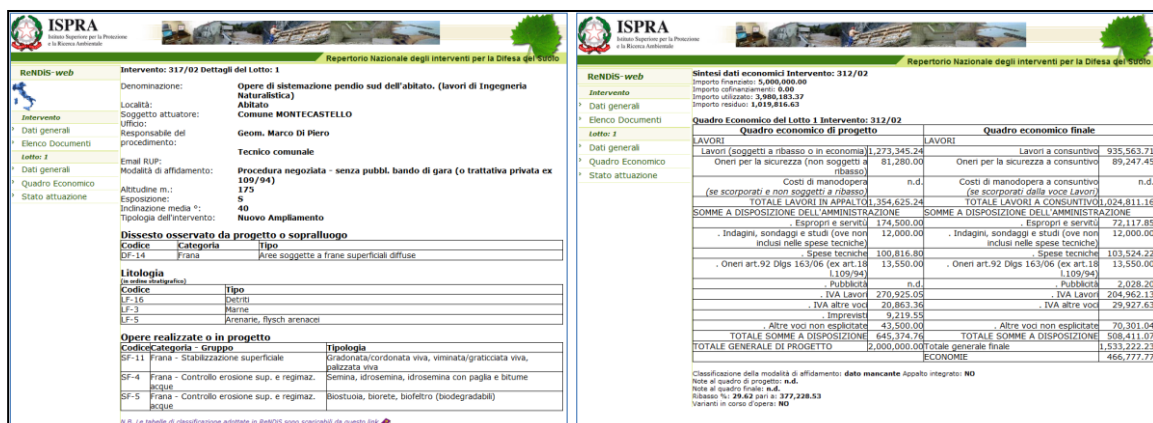 ISPRA
Istituto Superiore per la Protezione
e la Ricerca Ambientale
Repertorio Nazionale degli interventi per la Difesa del Suolo
ReNDiS-web
Intervento
Dati generali
Elenco Documenti
Lotto: 1
Dati generali
Quadro Economico
Stato attuazione
Intervento: 317/02 Dettagli del Lotto: 1
Denominazione: Opere di sistemazione pendio sud dell'abitato. (lavori di Ingegneria
Naturalistica)
Località: Abitato
Soggetto attuatore: Comune MONTECASTELLO
Ufficio:
Responsabile del Geom. Marco Di Piero
procedimento:
Tecnico comunale
Email RUP:
Modalità di affidamento: Procedura negoziata - senza pubbl. bando di gara (o trattativa privata ex
109/94)
Altitudine m.: 175
Esposizione: S
Inclinazione media °: 40
Tipologia dell'intervento: Nuovo Ampliamento
Dissesto osservato da progetto o sopralluogo
Codice Categoria Tipo
DF-14 Frana Aree soggette a frane superficiali diffuse
Litologia
(in ordine stratigrafico)
Codice Tipo
LF-16 Detriti
LF-3 Marne
LF-5 Arenarie, flysch arenacei
Opere realizzate o in progetto
Codice Categoria - Gruppo Tipologia
SF-11 Frana - Stabilizzazione superficiale Gradonata/cordonata viva, viminata/graticciata viva,
palizzata viva
SF-4 Frana - Controllo erosione sup. e regimaz. Semina, idrosemina, idrosemina con paglia e bitume
acque
SF-5 Frana - Controllo erosione sup. e regimaz. Biostuoia, biorete, biofeltro (biodegradabili)
acque
N.B. Le tabelle di classificazione adottate in ReNDiS sono scaricabili da questo link
ISPRA
Istituto Superiore per la Protezione
e la Ricerca Ambientale
Repertorio Nazionale degli interventi per la Difesa del Suolo
ReNDiS-web
Intervento
Dati generali
Elenco Documenti
Lotto: 1
Dati generali
Quadro Economico
Stato attuazione
Sintesi dati economici Intervento: 312/02
Importo finanziato: 5,000,000.00
Importo cofinanziamenti: 0.00
Importo utilizzato: 3,980,183.37
Importo residuo: 1,019,816.63
Quadro Economico del Lotto 1 Intervento: 312/02
Quadro economico di progetto Quadro economico finale
LAVORI LAVORI
Lavori (soggetti a ribasso o in economia) 1,273,345.24 Lavori a consuntivo 935,563.71
Oneri per la sicurezza (non soggetti a 81,280.00 Oneri per la sicurezza a consuntivo 89,247.45
ribasso)
Costi di manodopera n.d. Costi di manodopera a consuntivo n.d.
(se scorporati e non soggetti a ribasso) (se scorporati dalla voce Lavori)
TOTALE LAVORI IN APPALTO 1,354,625.24 TOTALE LAVORI A CONSUNTIVO 1,024,811.16
SOMME A DISPOSIZIONE DELL'AMMINISTRAZIONE SOMME A DISPOSIZIONE DELL'AMMINISTRAZIONE
. Espropri e servitù 174,500.00 . Espropri e servitù 72,117.85
. Indagini, sondaggi e studi (ove non 12,000.00 . Indagini, sondaggi e studi (ove non 12,000.00
inclusi nelle spese tecniche) inclusi nelle spese tecniche)
. Spese tecniche 100,816.80 . Spese tecniche 103,524.22
. Oneri art.92 Dlgs 163/06 (ex art.18 13,550.00 . Oneri art.92 Dlgs 163/06 (ex art.18 13,550.00
l.109/94) l.109/94)
. Pubblicità n.d. . Pubblicità 2,028.20
. IVA Lavori 270,925.05 . IVA Lavori 204,962.13
. IVA altre voci 20,863.36 . IVA altre voci 29,927.63
. Imprevisti 9,219.55
. Altre voci non esplicitate 43,500.00 . Altre voci non esplicitate 70,301.04
TOTALE SOMME A DISPOSIZIONE 645,374.76 TOTALE SOMME A DISPOSIZIONE 508,411.07
TOTALE GENERALE DI PROGETTO 2,000,000.00 Totale generale finale 1,533,222.23
ECONOMIE 466,777.77
Classificazione della modalità di affidamento: dato mancante Appalto integrato: NO
Note al quadro di progetto: n.d.
Note al quadro finale: n.d.
Ribasso %: 29.62 pari a: 377,228.53
Varianti in corso d'opera: NO